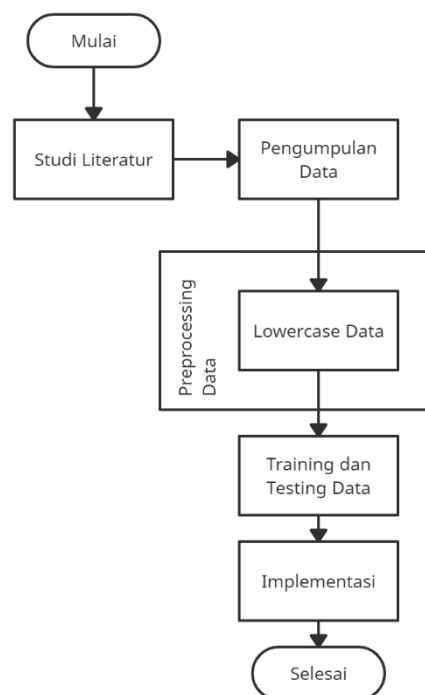 Mulai
Studi Literatur
Pengumpulan
Data
Preprocessing
Data
Lowercase Data
Training dan
Testing Data
Implementasi
Selesai